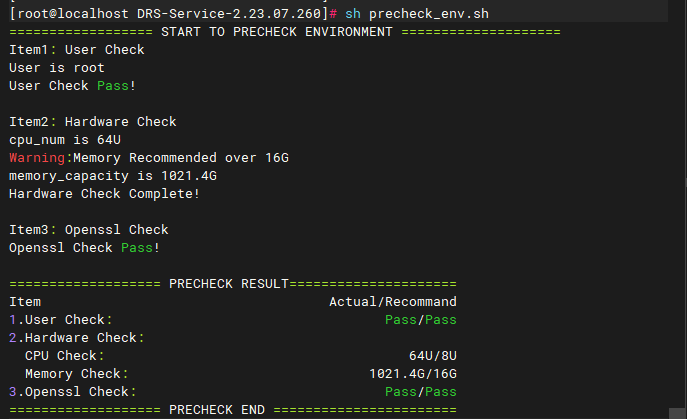 [root@localhost DRS-Service-2.23.07.260]# sh precheck_env.sh
================== START TO PRECHECK ENVIRONMENT ====================
Item1: User Check
User is root
User Check Pass!
Item2: Hardware Check
cpu_num is 64U
Warning:Memory Recommended over 16G
memory_capacity is 1021.4G
Hardware Check Complete!
Item3: Openssl Check
Openssl Check Pass!
=================== PRECHECK RESULT=====================
Item Actual/Recommand
1.User Check: Pass/Pass
2.Hardware Check:
CPU Check: 64U/8U
Memory Check: 1021.4G/16G
3.Openssl Check: Pass/Pass
=================== PRECHECK END =======================